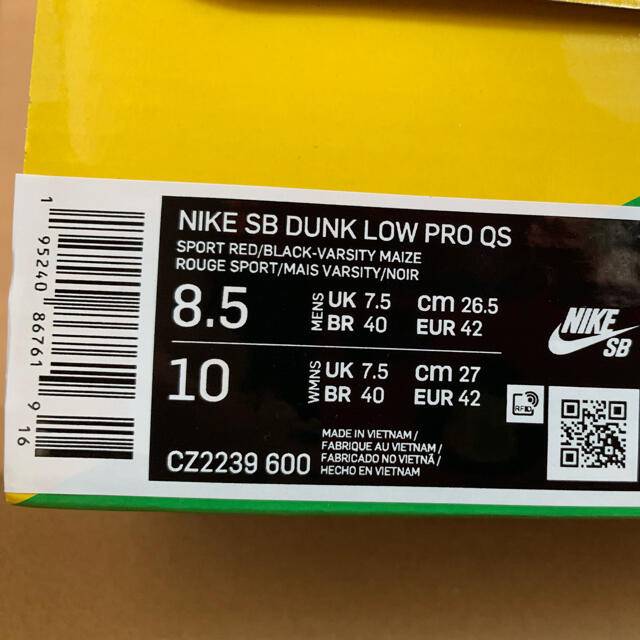 NIKE SB DUNK LOW PRO QS
SPORT RED/BLACK-VARSITY MAIZE
ROUGE SPORT/MAIS VARSITY/NOIR
8.5 MENS UK 7.5 cm 26.5
BR 40 EUR 42
10 WMNS UK 7.5 cm 27
BR 40 EUR 42
CZ2239 600
MADE IN VIETNAM /
FABRIQUE AU VIETNAM /
FABRICADO NO VIETNÃ /
HECHO EN VIETNAM
RFID
NIKE
SB
1 95240 86761 9 16